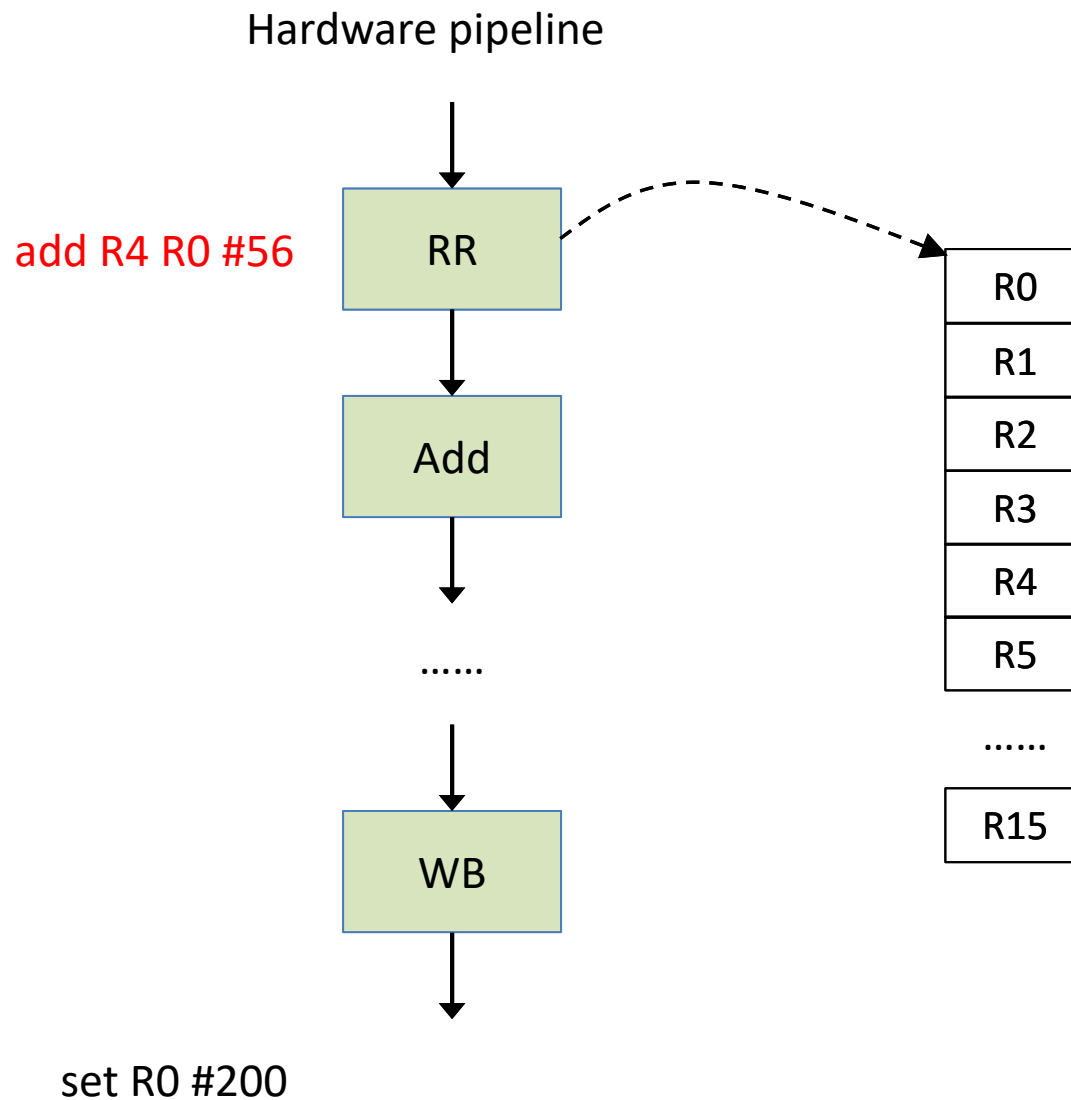 Hardware pipeline
add R4 R0 #56
RR
Add
......
WB
set R0 #200
R0
R1
R2
R3
R4
R5
......
R15